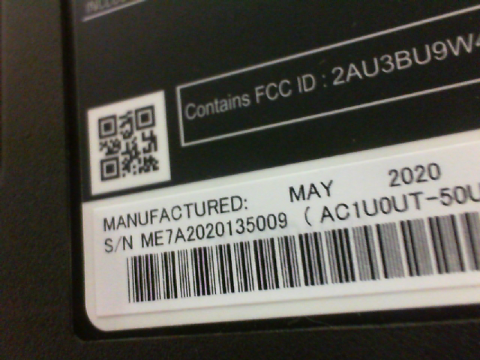 Contains FCC ID : 2AU3BU9W4
MANUFACTURED: MAY 2020
S/N ME7A2020135009 ( AC1U0UT-50U